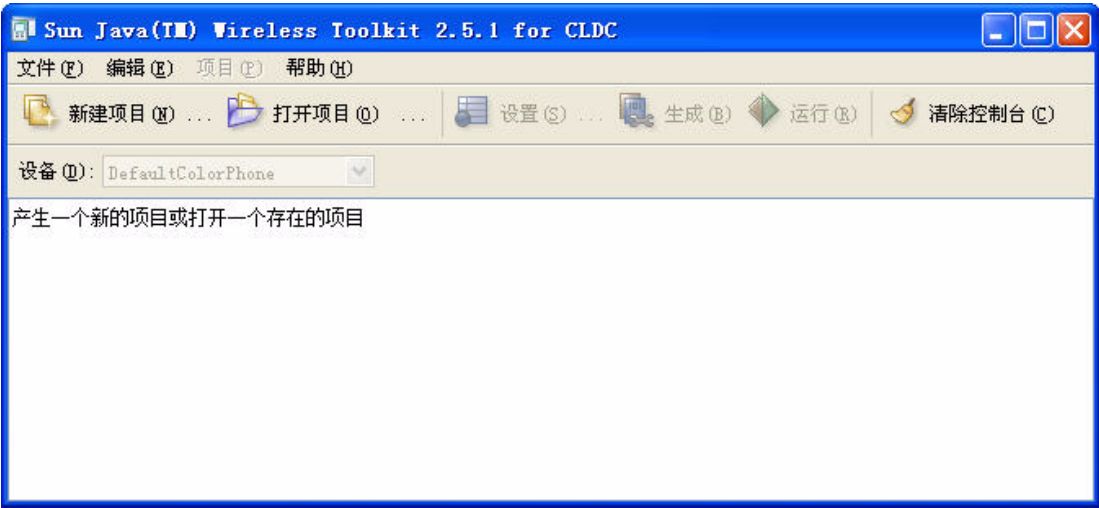 Sun Java(TM) Wireless Toolkit 2.5.1 for CLDC
文件(F) 编辑(E) 项目(P) 帮助(H)
新建项目(N) ... 打开项目(O) ... 设置(S) ... 生成(B) 运行(R) 清除控制台(C)
设备(D): DefaultColorPhone
产生一个新的项目或打开一个存在的项目